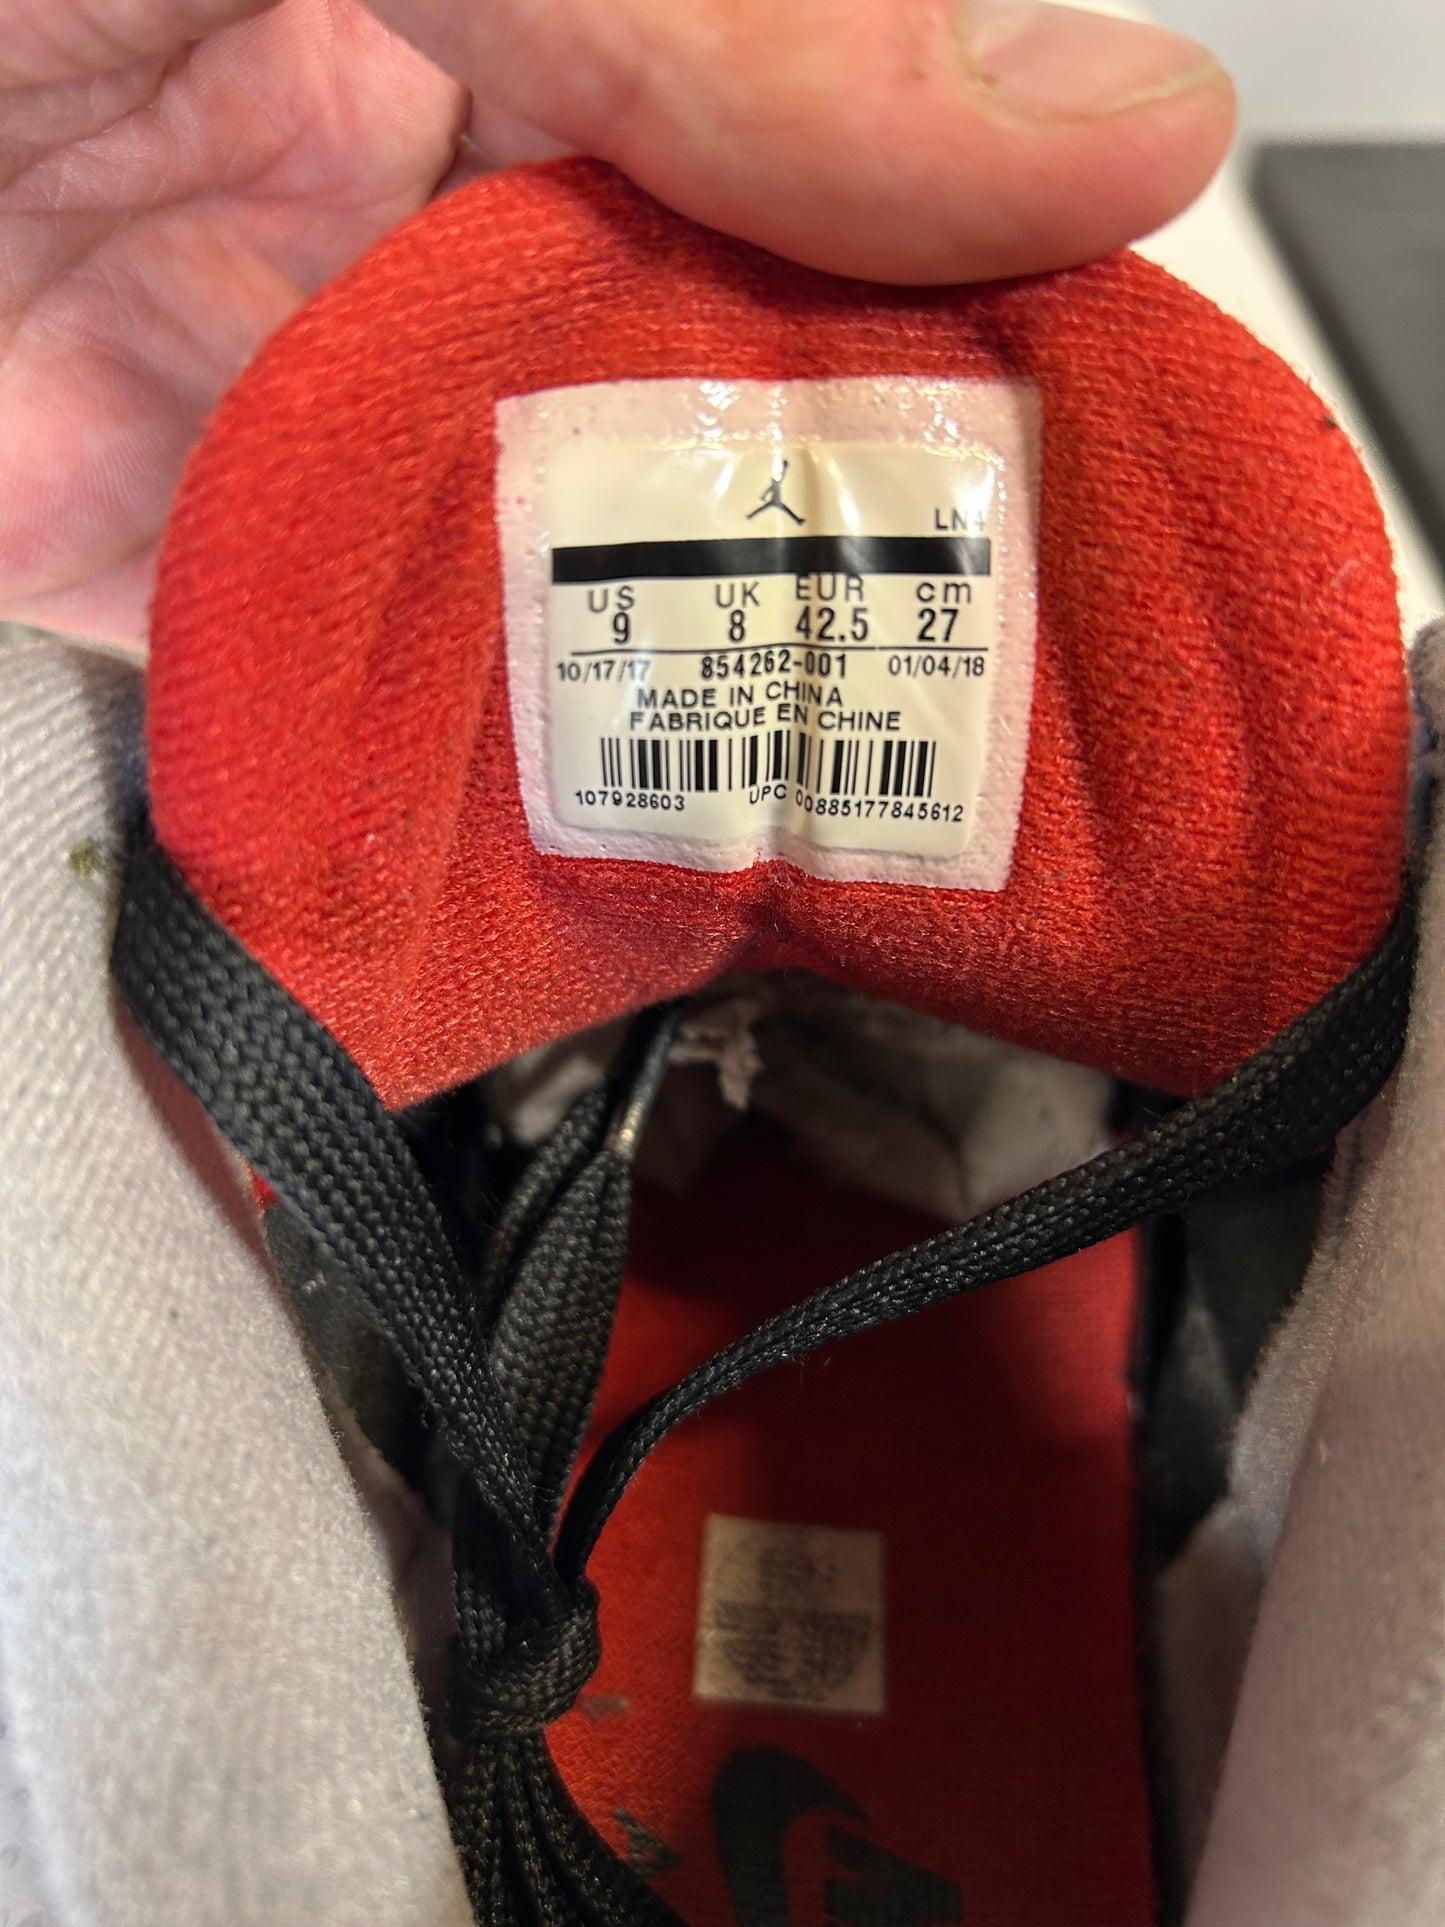 LN4
US UK EUR cm
9 8 42.5 27
10/17/17 854262-001 01/04/18
MADE IN CHINA
FABRIQUE EN CHINE
107928603 UPC 00885177845612